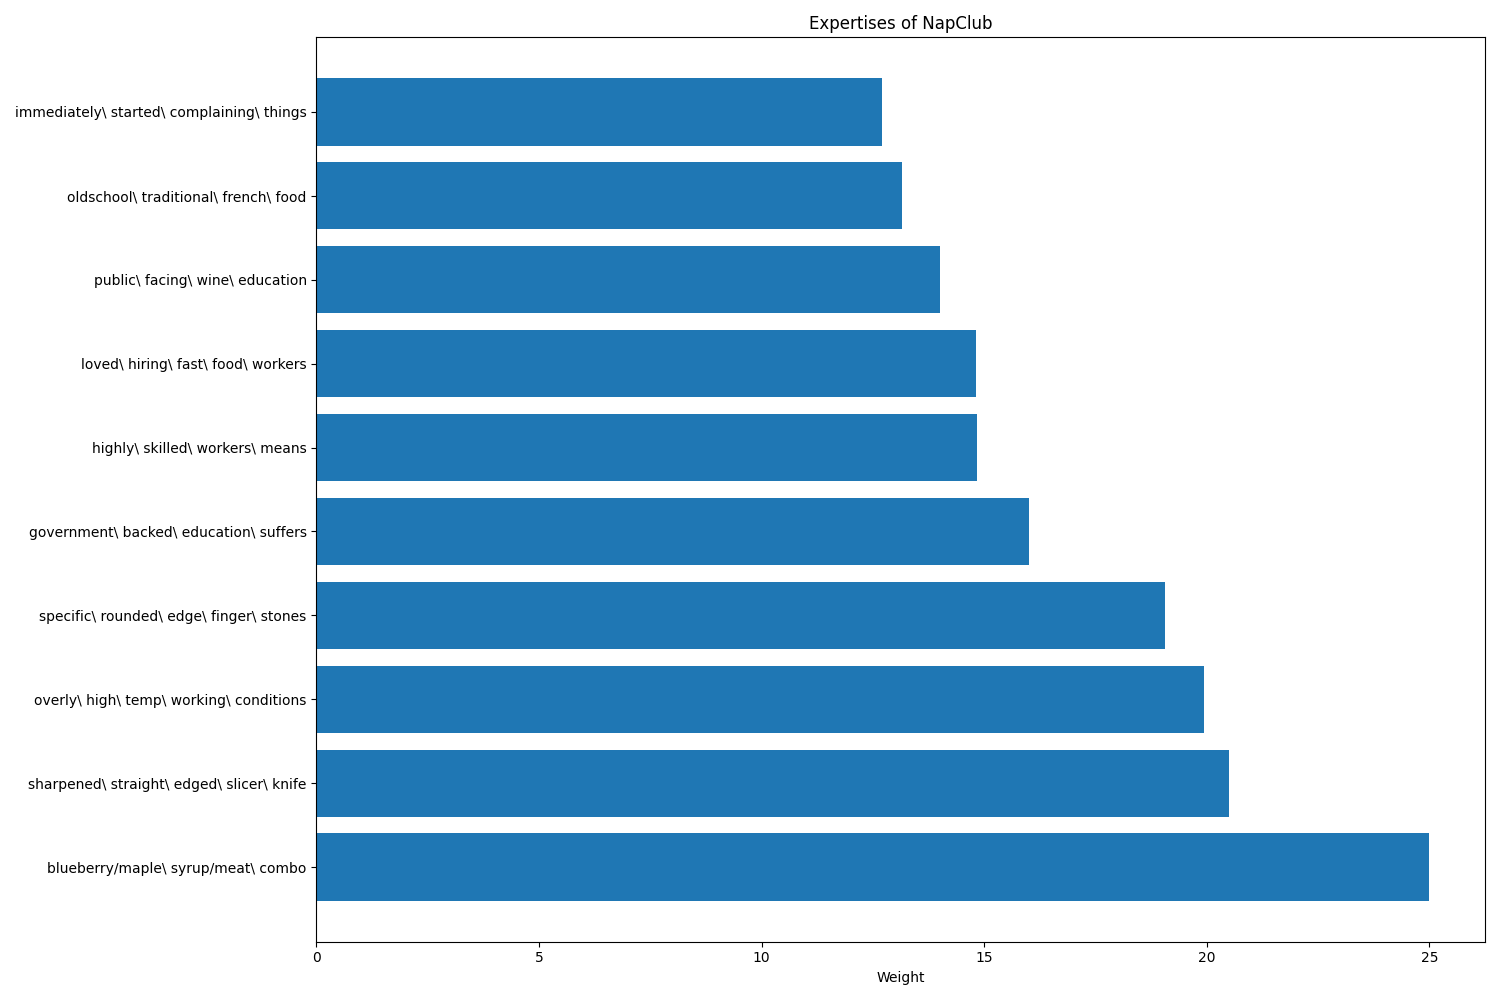 Expertises of NapClub
immediately\ started\ complaining\ things
oldschool\ traditional\ french\ food
public\ facing\ wine\ education
loved\ hiring\ fast\ food\ workers
highly\ skilled\ workers\ means
government\ backed\ education\ suffers
specific\ rounded\ edge\ finger\ stones
overly\ high\ temp\ working\ conditions
sharpened\ straight\ edged\ slicer\ knife
blueberry/maple\ syrup/meat\ combo
0 5 10 15 20 25
Weight